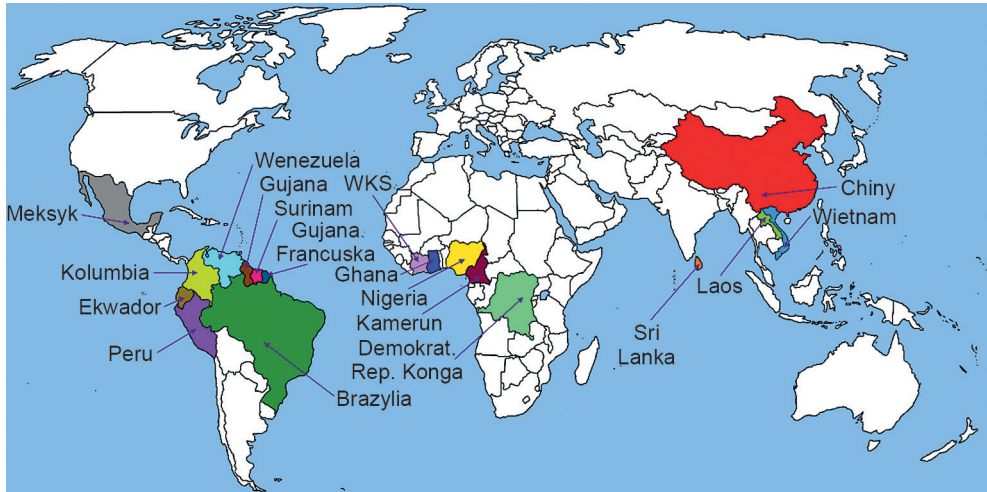 Wenezuela
Gujana
Surinam
Gujana.
Francuska
WKS.
Meksyk
Kolumbia
Ekwador
Peru
Brazylia
Ghana
Nigeria
Kamerun
Demokrat.
Rep. Konga
Chiny
Wietnam
Laos
Sri
Lanka